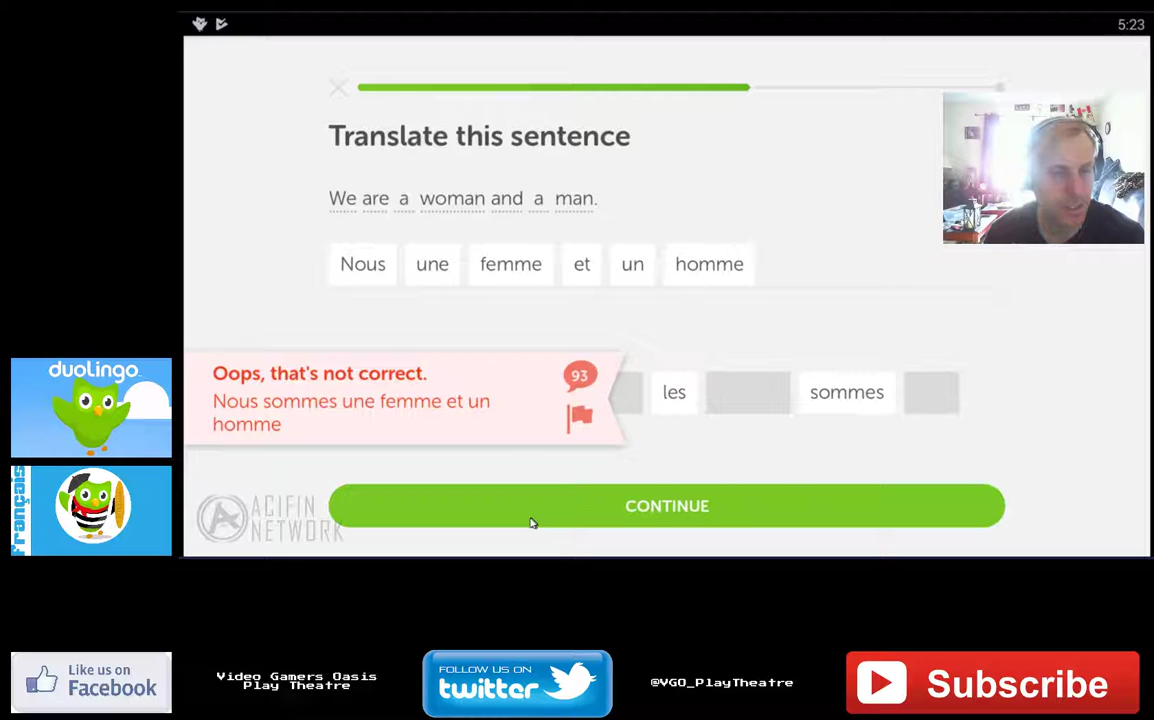 5:23
Translate this sentence
We are a woman and a man.
Nous une femme et un homme
Oops, that's not correct.
93
Nous sommes une femme et un
homme
les sommes
CONTINUE
ACIFIN
NETWORK
duolingo
Français
Like us on
Facebook
Video Gamers Oasis
Play Theatre
FOLLOW US ON
twitter
@VGO_PlayTheatre
Subscribe